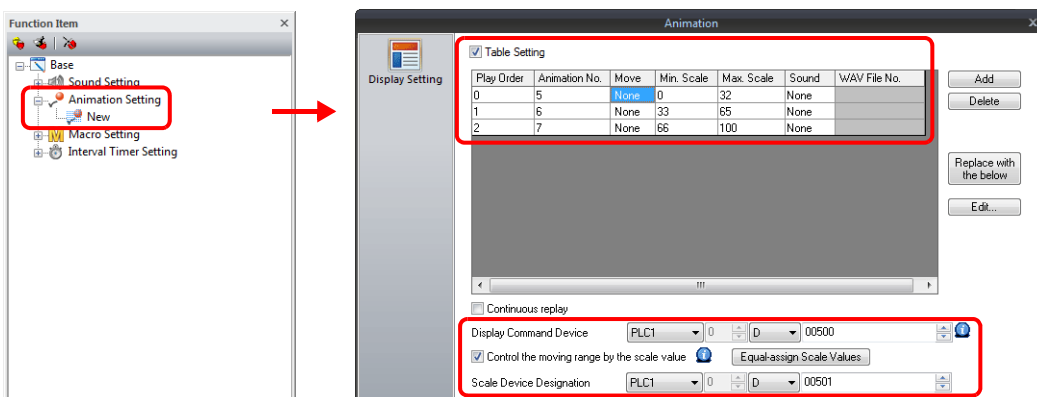 Function Item
Base
Sound Setting
Animation Setting
New
Macro Setting
Interval Timer Setting
Animation
Display Setting
Table Setting
Play Order Animation No. Move Min. Scale Max. Scale Sound WAV File No.
0 5 None 0 32 None
1 6 None 33 65 None
2 7 None 66 100 None
Add
Delete
Replace with
the below
Edit...
Continuous replay
Display Command Device PLC1 0 D 00500
Control the moving range by the scale value Equal-assign Scale Values
Scale Device Designation PLC1 0 D 00501